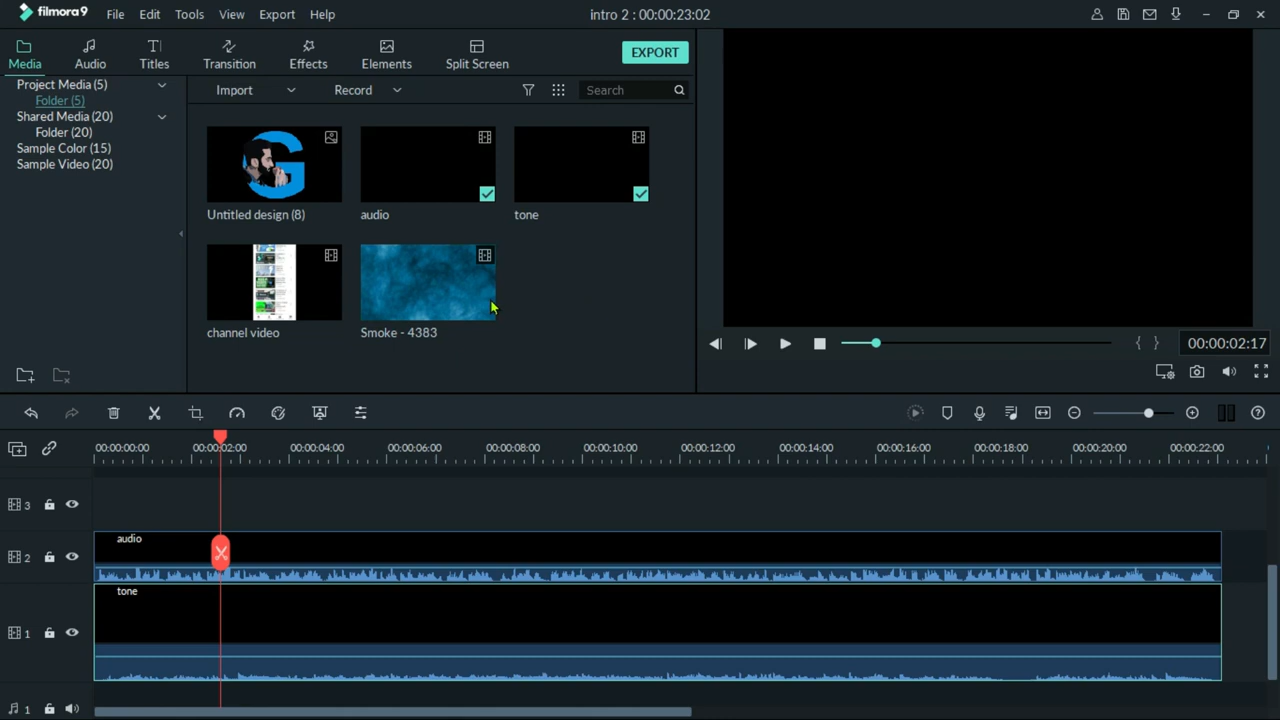 filmora9 File Edit Tools View Export Help intro 2 : 00:00:23:02
Media Audio Titles Transition Effects Elements Split Screen EXPORT
Project Media (5)
Folder (5)
Shared Media (20)
Folder (20)
Sample Color (15)
Sample Video (20)
Import Record Search
Untitled design (8) audio tone
channel video Smoke - 4383
00:00:02:17
00:00:00:00 00:00:02:00 00:00:04:00 00:00:06:00 00:00:08:00 00:00:10:00 00:00:12:00 00:00:14:00 00:00:16:00 00:00:18:00 00:00:20:00 00:00:22:00
3
audio
2
tone
1
1